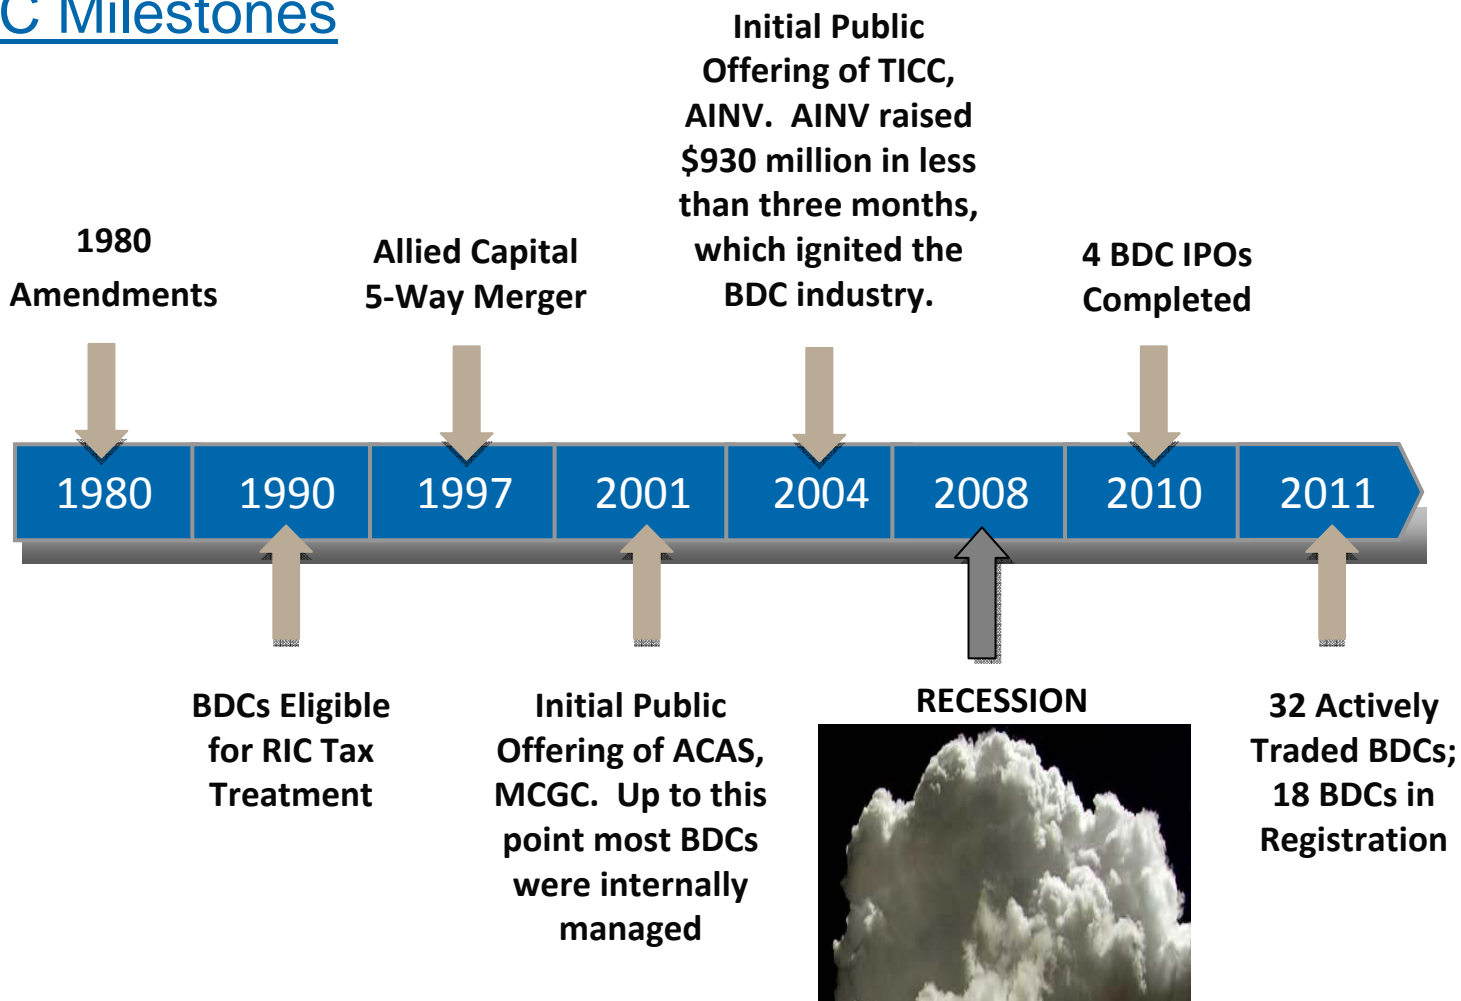 C Milestones
Initial Public
Offering of TICC,
AINV.  AINV raised
$930 million in less
than three months,
which ignited the
BDC industry.
1980
Amendments
Allied Capital
5-Way Merger
4 BDC IPOs
Completed
1980
1990
1997
2001
2004
2008
2010
2011
BDCs Eligible
for RIC Tax
Treatment
Initial Public
Offering of ACAS,
MCGC.  Up to this
point most BDCs
were internally
managed
RECESSION
32 Actively
Traded BDCs;
18 BDCs in
Registration